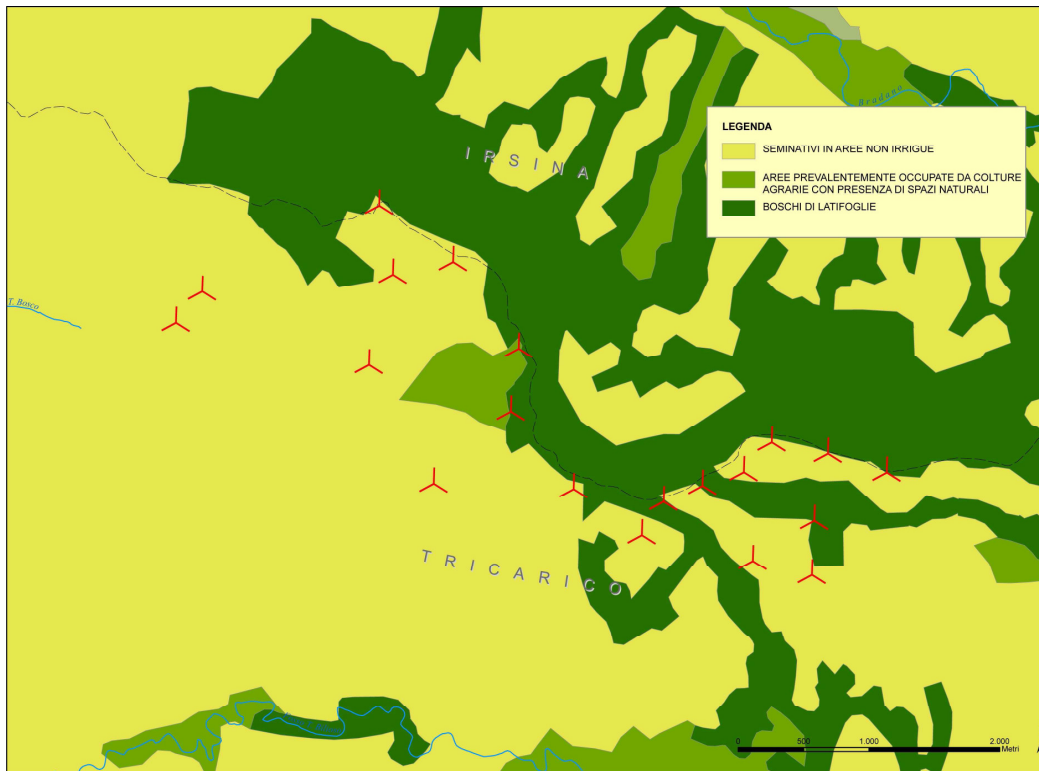 Bradano
LEGENDA
SEMINATIVI IN AREE NON IRRIGUE
AREE PREVALENTEMENTE OCCUPATE DA COLTURE
AGRARIE CON PRESENZA DI SPAZI NATURALI
BOSCHI DI LATIFOGLIE
IRSINA
T. Bosco
TRICARICO
0 500 1.000 2.000
Metri